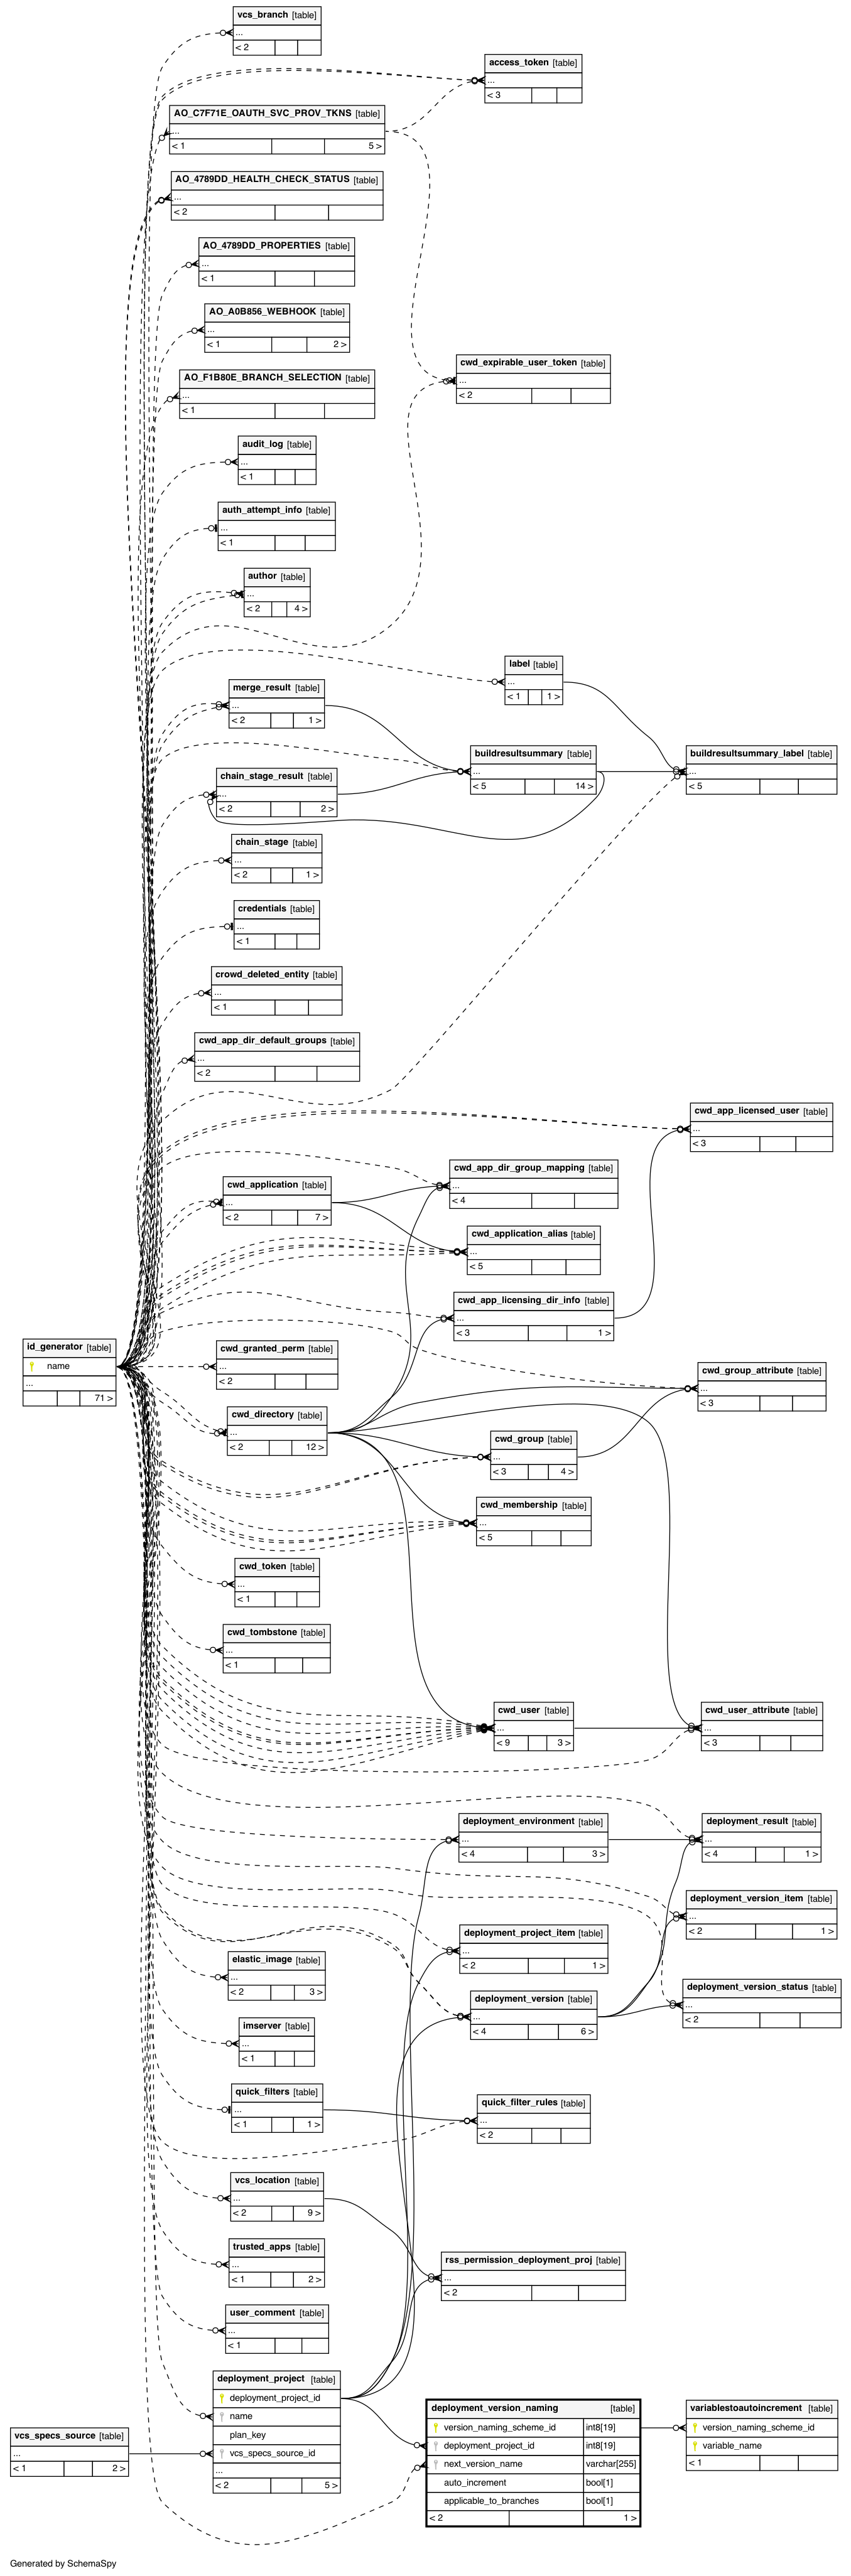 vcs_branch [table]
...
< 2
access_token [table]
...
< 3
AO_C7F71E_OAUTH_SVC_PROV_TKNS [table]
...
< 1 5 >
AO_4789DD_HEALTH_CHECK_STATUS [table]
...
< 2
AO_4789DD_PROPERTIES [table]
...
< 1
AO_A0B856_WEBHOOK [table]
...
< 1 2 >
cwd_expirable_user_token [table]
...
< 2
AO_F1B80E_BRANCH_SELECTION [table]
...
< 1
audit_log [table]
...
< 1
auth_attempt_info [table]
...
< 1
author [table]
...
< 2 4 >
label [table]
...
< 1 1 >
merge_result [table]
...
< 2 1 >
buildresultsummary [table]
...
< 5 14 >
buildresultsummary_label [table]
...
< 5
chain_stage_result [table]
...
< 2 2 >
chain_stage [table]
...
< 2 1 >
credentials [table]
...
< 1
crowd_deleted_entity [table]
...
< 1
cwd_app_dir_default_groups [table]
...
< 2
cwd_app_licensed_user [table]
...
< 3
cwd_app_dir_group_mapping [table]
...
< 4
cwd_application [table]
...
< 2 7 >
cwd_application_alias [table]
...
< 5
cwd_app_licensing_dir_info [table]
...
< 3 1 >
id_generator [table]
name
...
71 >
cwd_granted_perm [table]
...
< 2
cwd_group_attribute [table]
...
< 3
cwd_directory [table]
...
< 2 12 >
cwd_group [table]
...
< 3 4 >
cwd_membership [table]
...
< 5
cwd_token [table]
...
< 1
cwd_tombstone [table]
...
< 1
cwd_user [table]
...
< 9 3 >
cwd_user_attribute [table]
...
< 3
deployment_environment [table]
...
< 4 3 >
deployment_result [table]
...
< 4 1 >
deployment_version_item [table]
...
< 2 1 >
deployment_project_item [table]
...
< 2 1 >
elastic_image [table]
...
< 2 3 >
deployment_version_status [table]
...
< 2
deployment_version [table]
...
< 4 6 >
imserver [table]
...
< 1
quick_filters [table]
...
< 1 1 >
quick_filter_rules [table]
...
< 2
vcs_location [table]
...
< 2 9 >
trusted_apps [table]
...
< 1 2 >
rss_permission_deployment_proj [table]
...
< 2
user_comment [table]
...
< 1
deployment_project [table]
deployment_project_id
name
plan_key
vcs_specs_source_id
...
< 2 5 >
vcs_specs_source [table]
...
< 1 2 >
deployment_version_naming [table]
version_naming_scheme_id int8[19]
deployment_project_id int8[19]
next_version_name varchar[255]
auto_increment bool[1]
applicable_to_branches bool[1]
< 2 1 >
variablestoautoincrement [table]
version_naming_scheme_id
variable_name
< 1
Generated by SchemaSpy